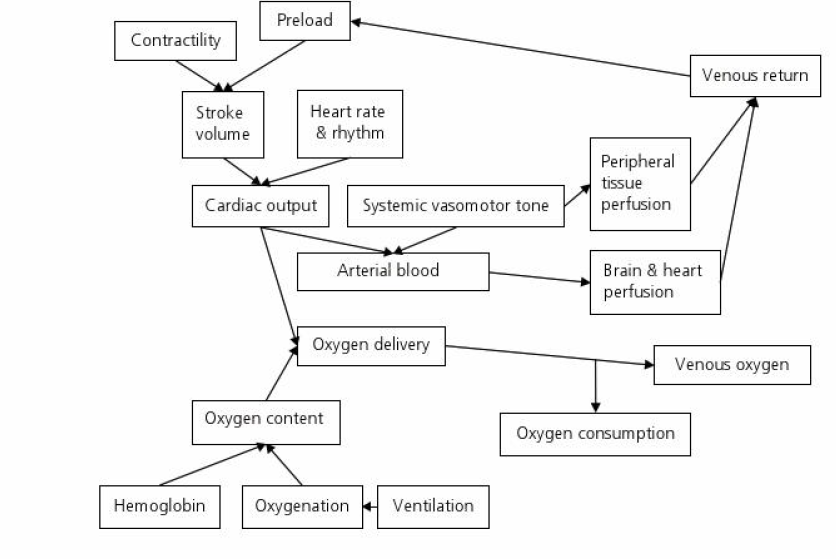 Preload
Contractility
Venous return
Stroke
volume
Heart rate
& rhythm
Peripheral
tissue
perfusion
Cardiac output
Systemic vasomotor tone
Arterial blood
Brain & heart
perfusion
Oxygen delivery
Venous oxygen
Oxygen content
Oxygen consumption
Hemoglobin
Oxygenation
Ventilation